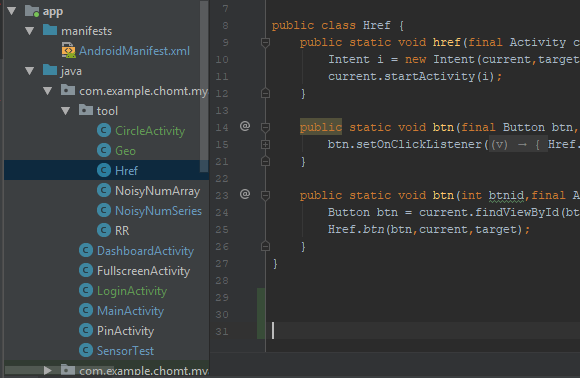 app
manifests
AndroidManifest.xml
java
com.example.chomt.my
tool
CircleActivity
Geo
Href
NoisyNumArray
NoisyNumSeries
RR
DashboardActivity
FullscreenActivity
LoginActivity
MainActivity
PinActivity
SensorTest
com.example.chomt.my
7
8 public class Href {
9 public static void href(final Activity c
10 Intent i = new Intent(current,target
11 current.startActivity(i);
12 }
13
14 @ public static void btn(final Button btn,
15 btn.setOnClickListener((v) → { Href.
21 }
22
23 @ public static void btn(int btnid,final A
24 Button btn = current.findViewById(bt
25 Href.btn(btn,current,target);
26 }
27 }
28
29
30
31